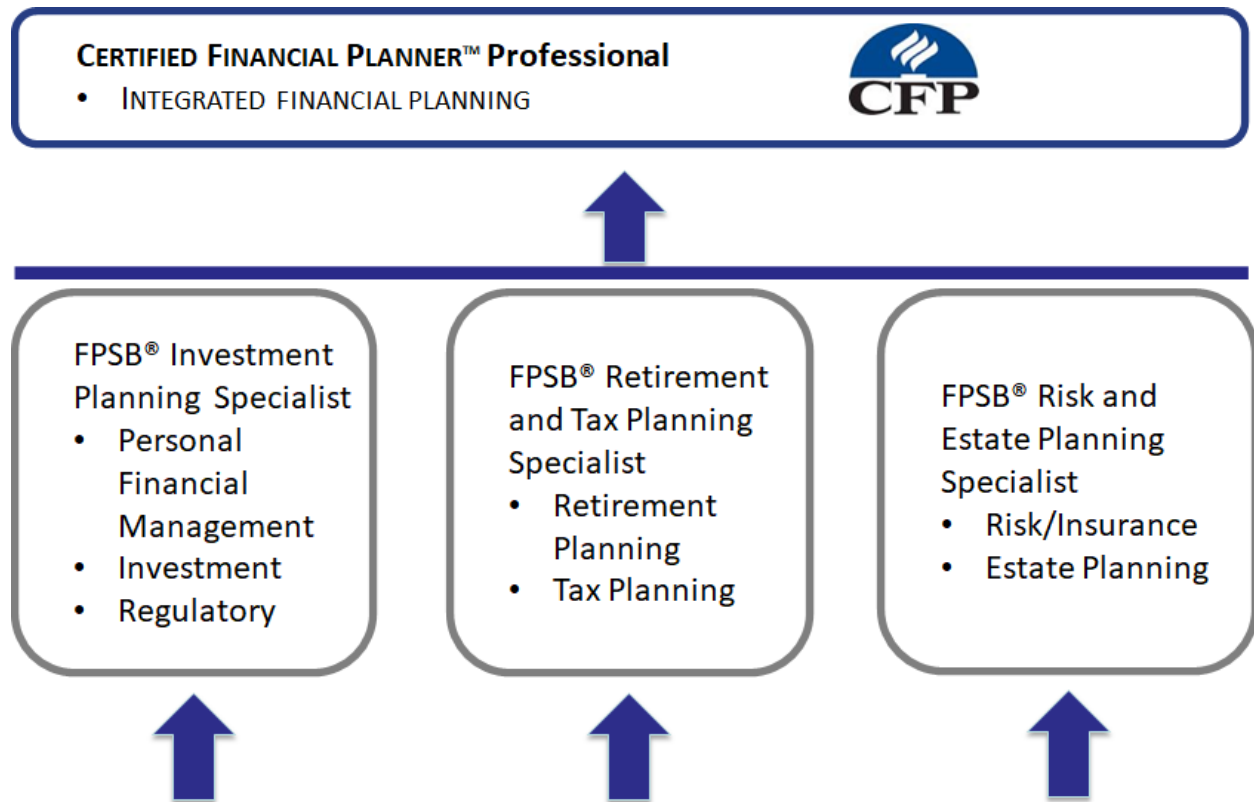 CERTIFIED FINANCIAL PLANNER™ Professional
• INTEGRATED FINANCIAL PLANNING
CFP
FPSB® Investment
Planning Specialist
• Personal
Financial
Management
• Investment
• Regulatory
FPSB® Retirement
and Tax Planning
Specialist
• Retirement
Planning
• Tax Planning
FPSB® Risk and
Estate Planning
Specialist
• Risk/Insurance
• Estate Planning